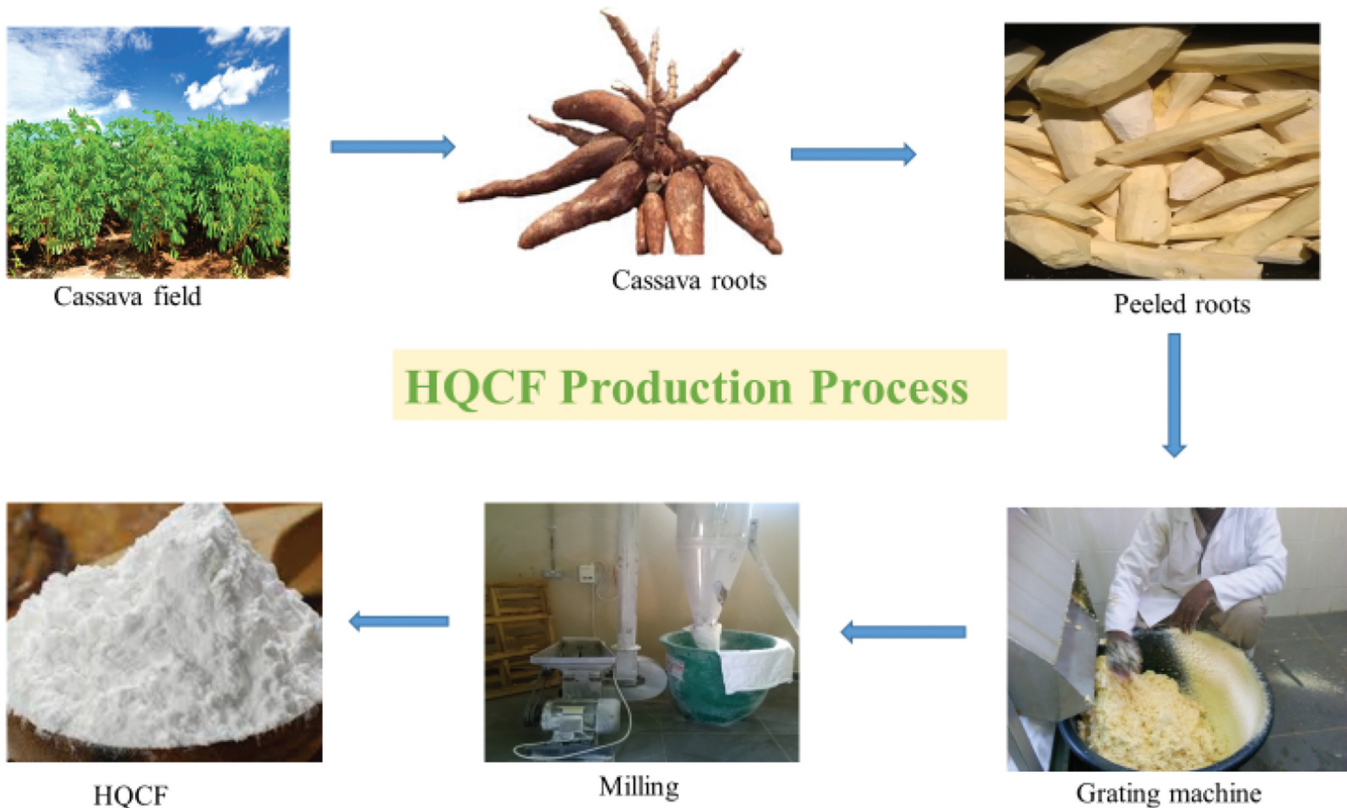 Cassava field
Cassava roots
Peeled roots
HQCF Production Process
HQCF
Milling
Grating machine